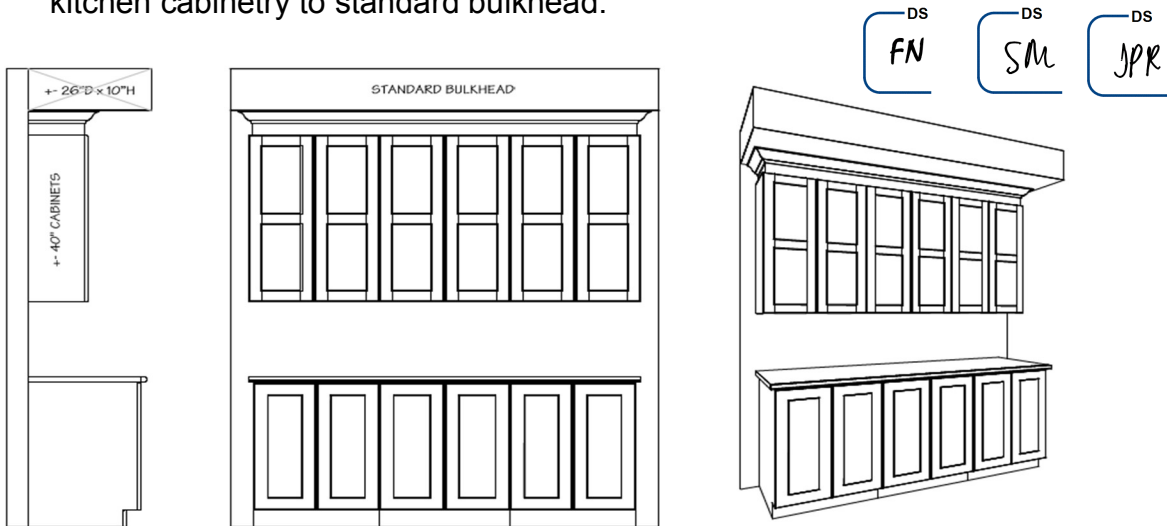 kitchen cabinetry to standard bulkhead.
DS DS DS
FN SM JPR
+- 26"D x 10"H
STANDARD BULKHEAD
+- 40" CABINETS